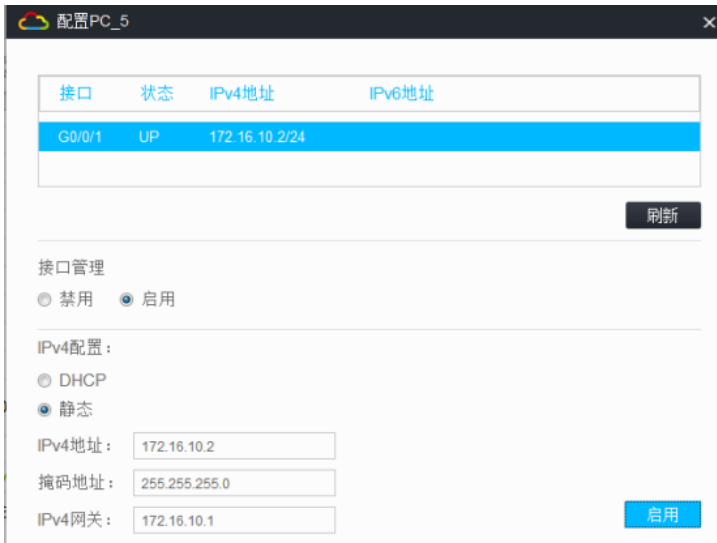 配置PC_5
接口 状态 IPv4地址 IPv6地址
G0/0/1 UP 172.16.10.2/24
刷新
接口管理
禁用 启用
IPv4配置：
DHCP
静态
IPv4地址： 172.16.10.2
掩码地址： 255.255.255.0
IPv4网关： 172.16.10.1
启用